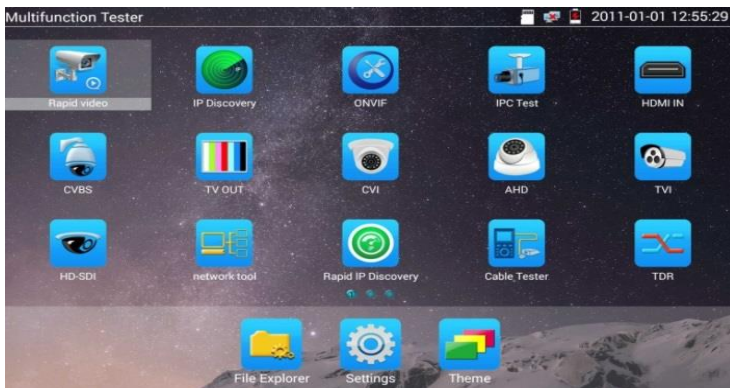 Multifunction Tester 2011-01-01 12:55:29
Rapid video IP Discovery ONVIF IPC Test HDMI IN
CVBS TV OUT CVI AHD TVI
HD-SDI network tool Rapid IP Discovery Cable Tester TDR
File Explorer Settings Theme